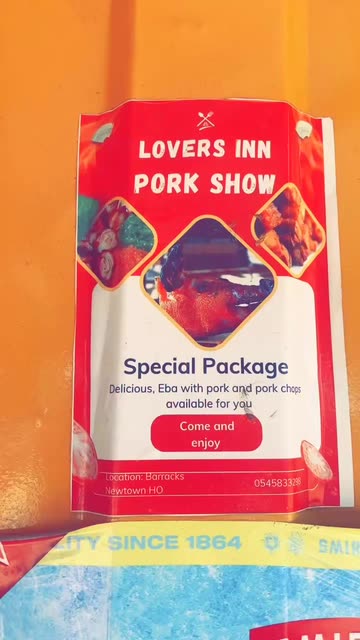 LOVERS INN
PORK SHOW
Special Package
Delicious, Eba with pork and pork chops
available for you
Come and
enjoy
Location: Barracks
Newtown HO
SINCE 1864